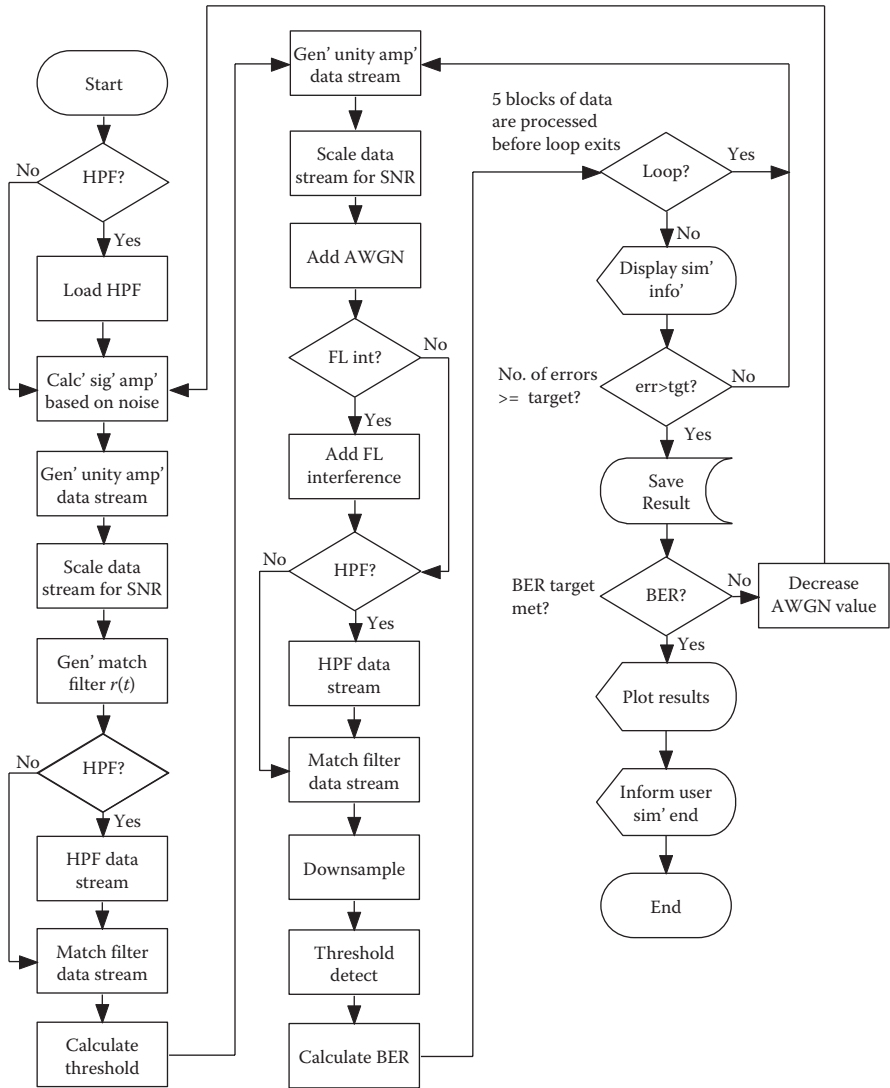 Start
HPF?
No
Yes
Load HPF
Calc' sig' amp'
based on noise
Gen' unity amp'
data stream
Scale data
stream for SNR
Gen' match
filter r(t)
HPF?
No
Yes
HPF data
stream
Match filter
data stream
Calculate
threshold
Gen' unity amp'
data stream
Scale data
stream for SNR
Add AWGN
FL int?
No
Yes
Add FL
interference
HPF?
No
Yes
HPF data
stream
Match filter
data stream
Downsample
Threshold
detect
Calculate BER
5 blocks of data
are processed
before loop exits
Loop?
Yes
No
Display sim'
info'
No. of errors
>= target?
err>tgt?
No
Yes
Save
Result
BER target
met?
BER?
No
Decrease
AWGN value
Yes
Plot results
Inform user
sim' end
End